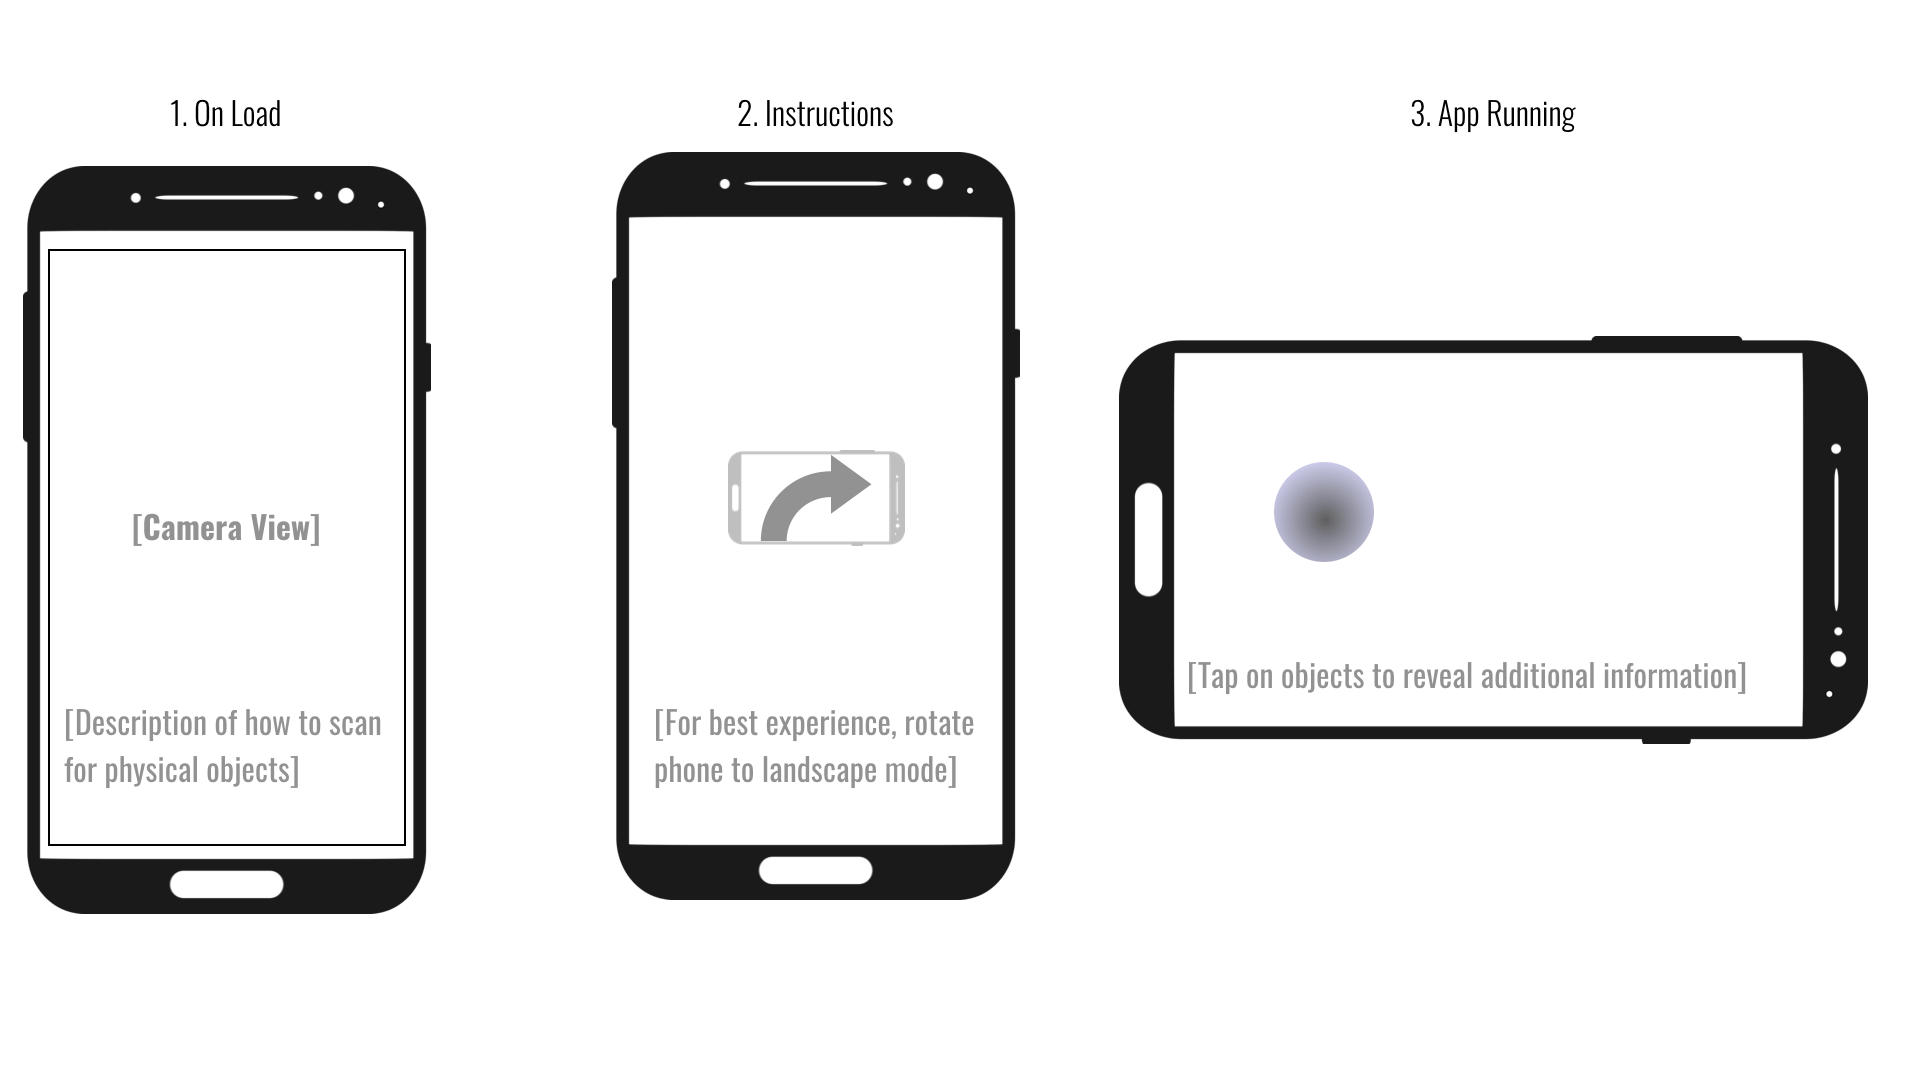 1. On Load
[Camera View]
[Description of how to scan
for physical objects]
2. Instructions
[For best experience, rotate
phone to landscape mode]
3. App Running
[Tap on objects to reveal additional information]